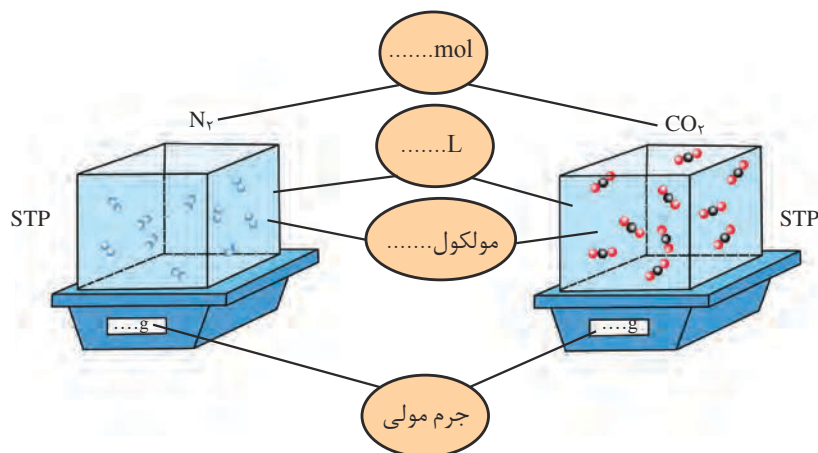 .......mol
N۲
CO۲
.......L
STP
STP
مولکول.......
....g
....g
جرم مولی